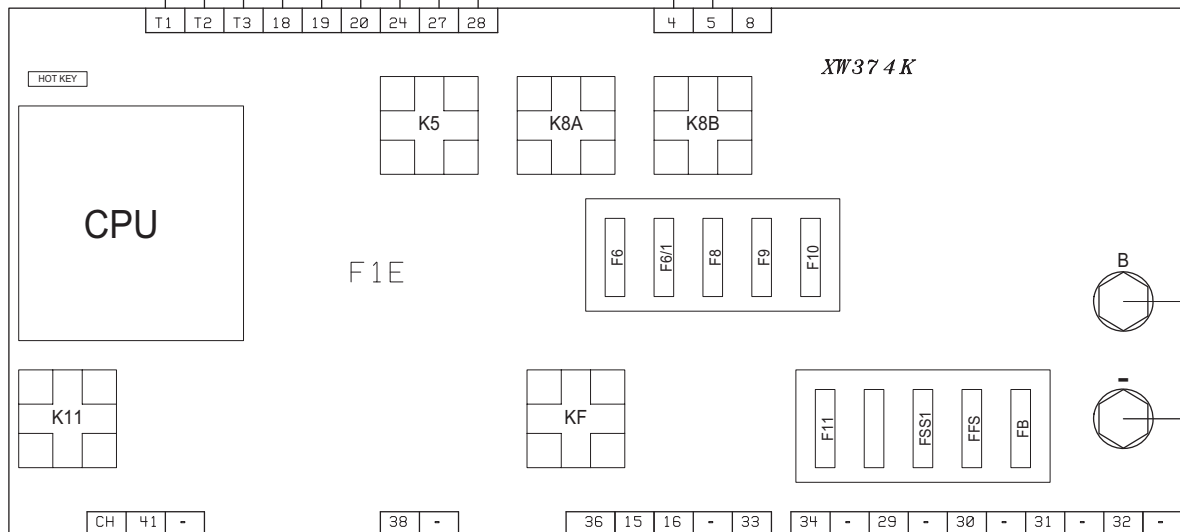 T1 T2 T3 18 19 20 24 27 28 4 5 8
XW374K
HOT KEY
K5 K8A K8B
CPU
F6 F6/1 F8 F9 F10
F1E
B
-
K11 KF
F11 FSS1 FFS FB
CH 41 - 38 - 36 15 16 - 33 34 - 29 - 30 - 31 - 32 -